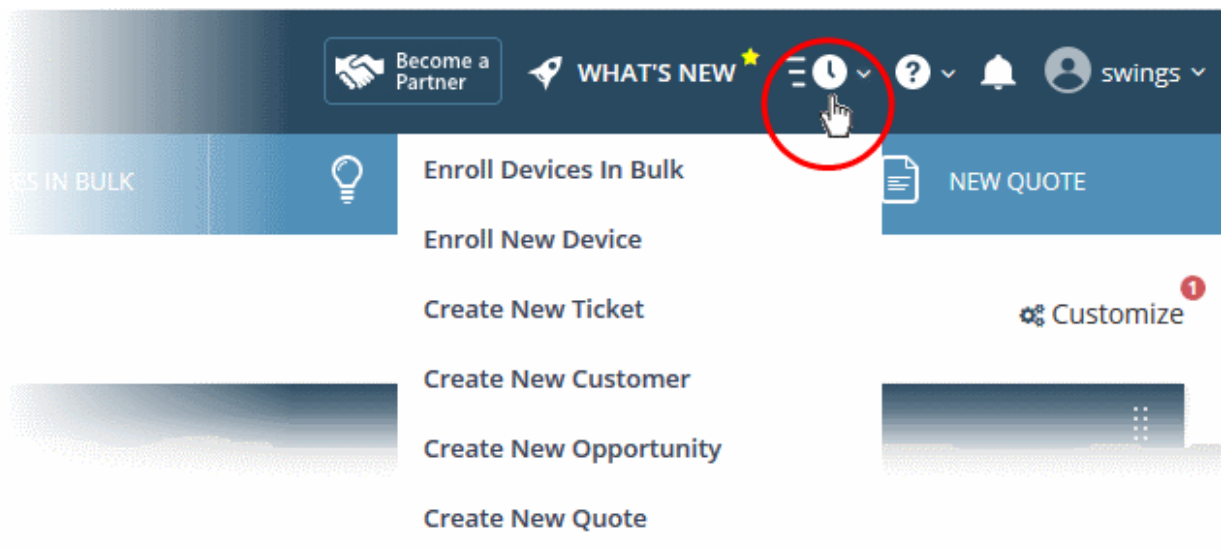 Become a
Partner
WHAT'S NEW
?
swings
IN BULK
NEW QUOTE
Enroll Devices In Bulk
Enroll New Device
Create New Ticket
1
Customize
Create New Customer
Create New Opportunity
Create New Quote